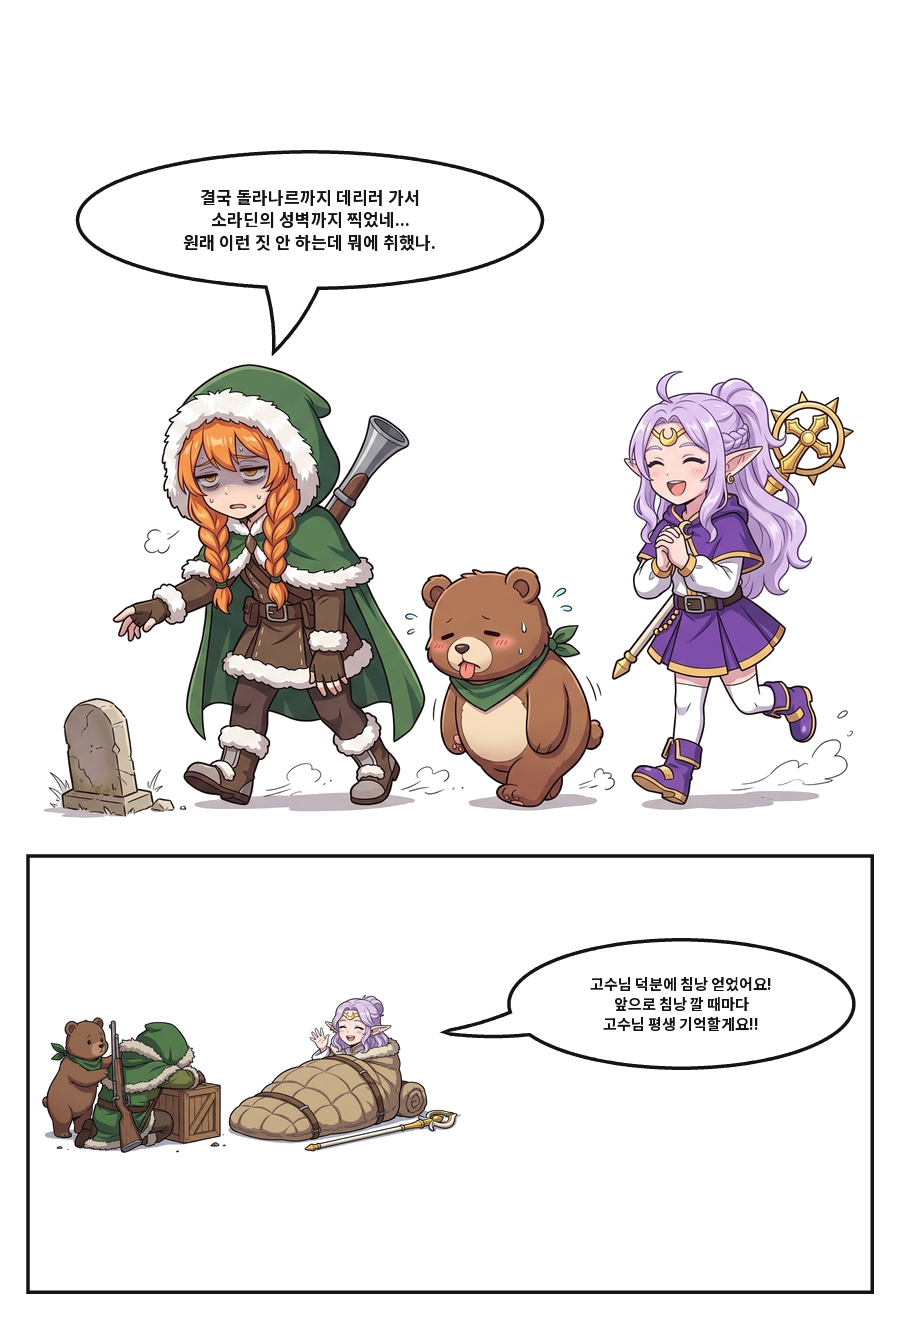 결국 돌라나르까지 데리러 가서
소라딘의 성벽까지 찍었네...
원래 이런 짓 안 하는데 뭐에 취했나.
고수님 덕분에 침낭 얻었어요!
앞으로 침낭 깔 때마다
고수님 평생 기억할게요!!